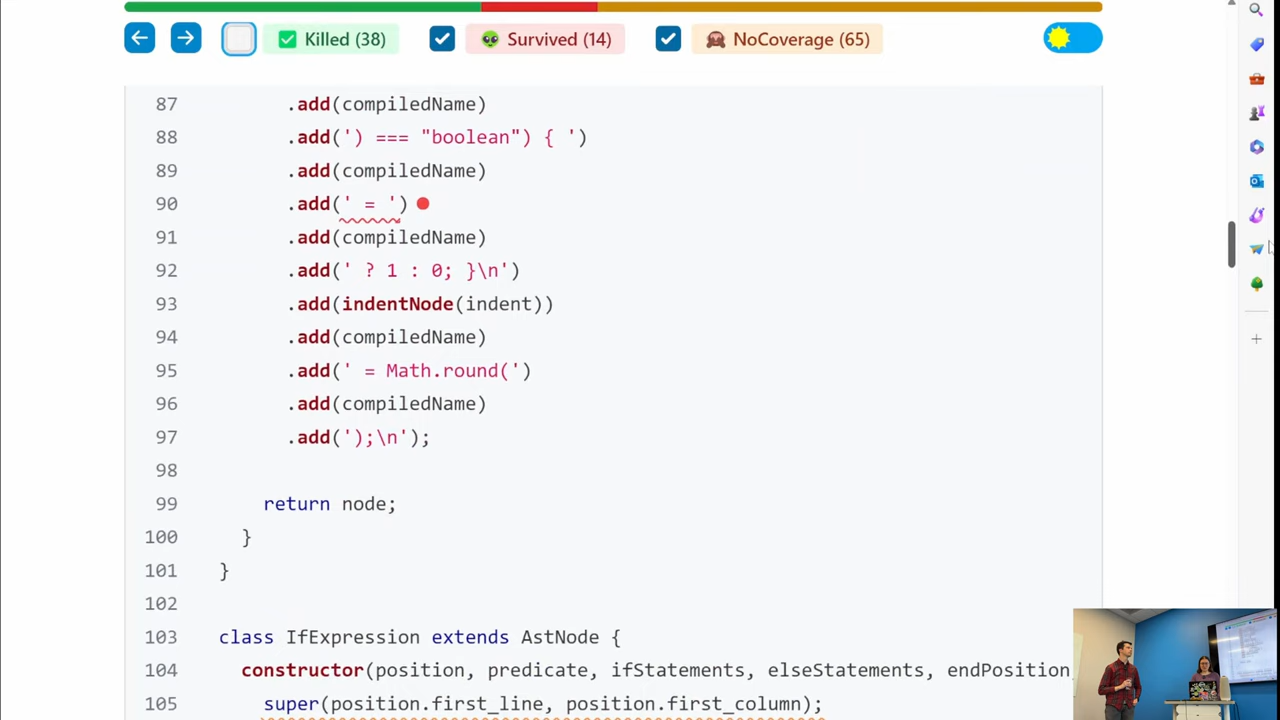 Killed (38) Survived (14) NoCoverage (65)
87 .add(compiledName)
88 .add(') === "boolean") { ')
89 .add(compiledName)
90 .add(' = ')
91 .add(compiledName)
92 .add(' ? 1 : 0; }\n')
93 .add(indentNode(indent))
94 .add(compiledName)
95 .add(' = Math.round(')
96 .add(compiledName)
97 .add(');\n');
98
99 return node;
100 }
101 }
102
103 class IfExpression extends AstNode {
104 constructor(position, predicate, ifStatements, elseStatements, endPosition
105 super(position.first_line, position.first_column);